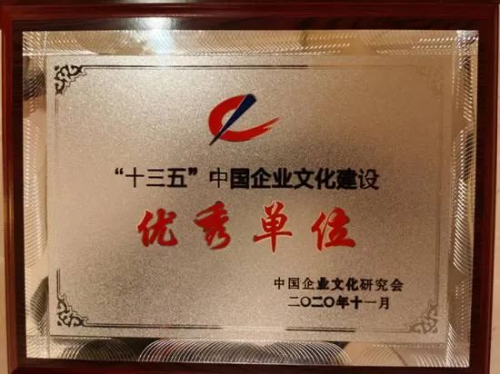 “十三五”中国企业文化建设
优秀单位
中国企业文化研究会
二〇二〇年十一月